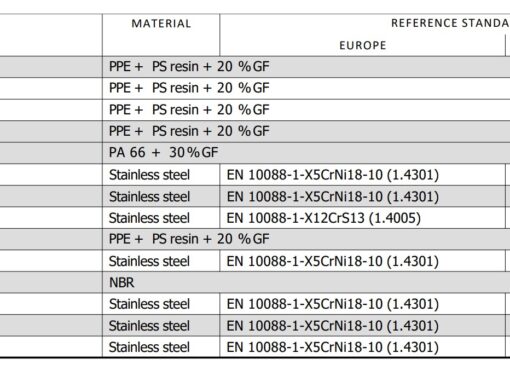 MATERIAL REFERENCE STANDA
EUROPE
PPE + PS resin + 20 % GF
PPE + PS resin + 20 % GF
PPE + PS resin + 20 % GF
PPE + PS resin + 20 % GF
PA 66 + 30 % GF
Stainless steel EN 10088-1-X5CrNi18-10 (1.4301)
Stainless steel EN 10088-1-X5CrNi18-10 (1.4301)
Stainless steel EN 10088-1-X12CrS13 (1.4005)
PPE + PS resin + 20 % GF
Stainless steel EN 10088-1-X5CrNi18-10 (1.4301)
NBR
Stainless steel EN 10088-1-X5CrNi18-10 (1.4301)
Stainless steel EN 10088-1-X5CrNi18-10 (1.4301)
Stainless steel EN 10088-1-X5CrNi18-10 (1.4301)